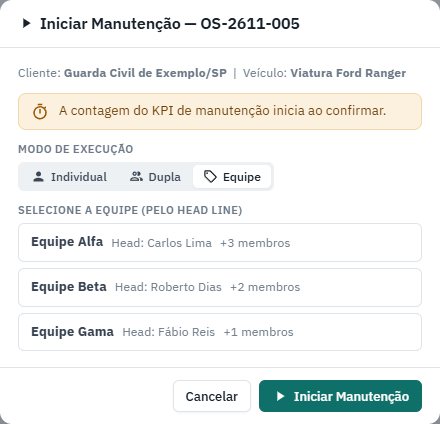 Iniciar Manutenção — OS-2611-005
Cliente: Guarda Civil de Exemplo/SP | Veículo: Viatura Ford Ranger
A contagem do KPI de manutenção inicia ao confirmar.
MODO DE EXECUÇÃO
Individual Dupla Equipe
SELECIONE A EQUIPE (PELO HEAD LINE)
Equipe Alfa Head: Carlos Lima +3 membros
Equipe Beta Head: Roberto Dias +2 membros
Equipe Gama Head: Fábio Reis +1 membros
Cancelar Iniciar Manutenção